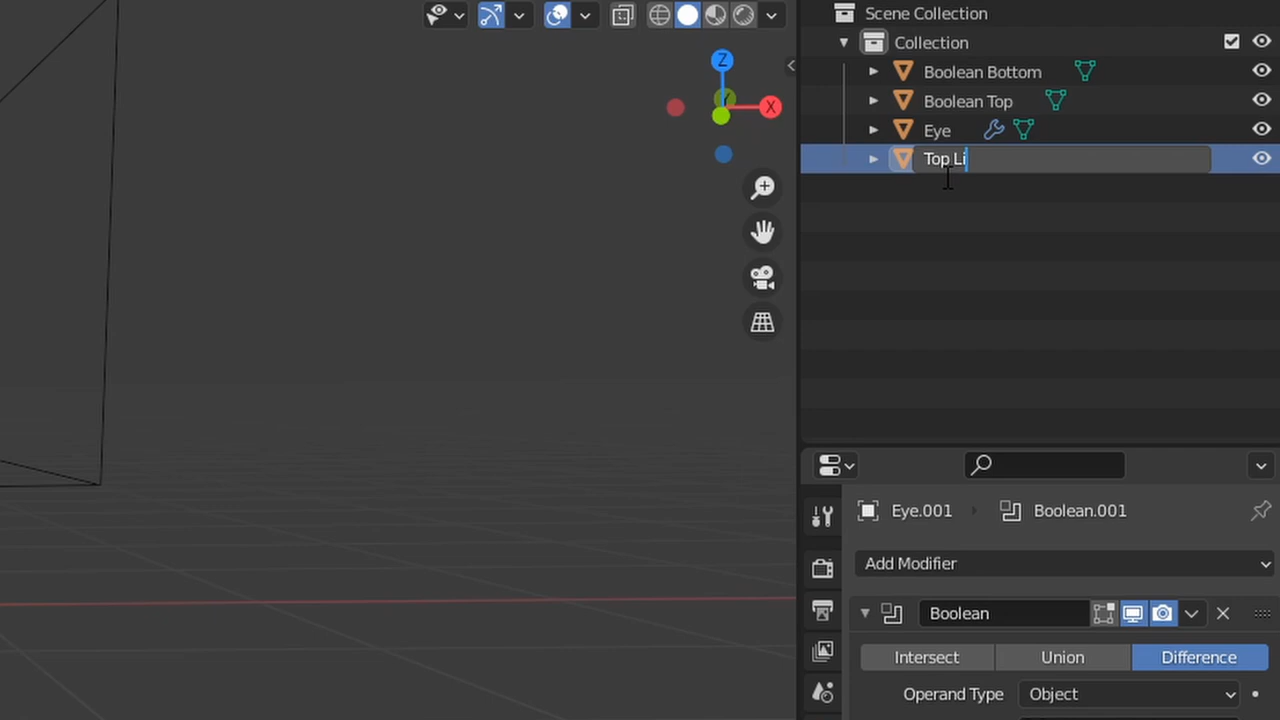 Scene Collection
Collection
Boolean Bottom
Boolean Top
Eye
Top Li
Z
X
Eye.001 › Boolean.001
Add Modifier
Boolean
Intersect Union Difference
Operand Type Object